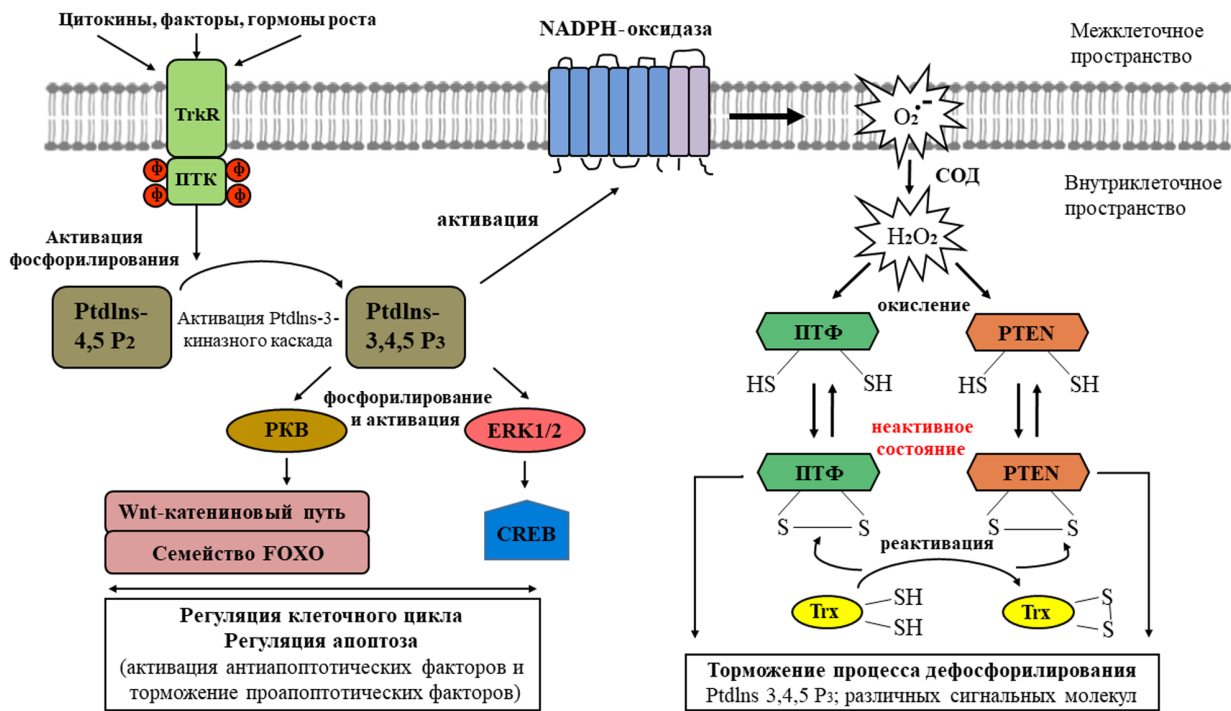 Цитокины, факторы, гормоны роста
NADPH-оксидаза
Межклеточное
пространство
TrkR
ПТК
ф
ф
ф
ф
O₂•−
СОД
Внутриклеточное
пространство
H₂O₂
Активация
фосфорилирования
активация
Ptdlns-
4,5 P₂
Активация Ptdlns-3-
киназного каскада
Ptdlns-
3,4,5 P₃
окисление
ПТФ
PTEN
HS
SH
HS
SH
фосфорилирование
и активация
РКВ
ERK1/2
неактивное
состояние
ПТФ
PTEN
S
S
S
S
Wnt-катениновый путь
Семейство FOXO
CREB
реактивация
Trx
SH
SH
Trx
S
S
Регуляция клеточного цикла
Регуляция апоптоза
(активация антиапоптотических факторов и
торможение проапоптотических факторов)
Торможение процесса дефосфорилирования
Ptdlns 3,4,5 P₃; различных сигнальных молекул